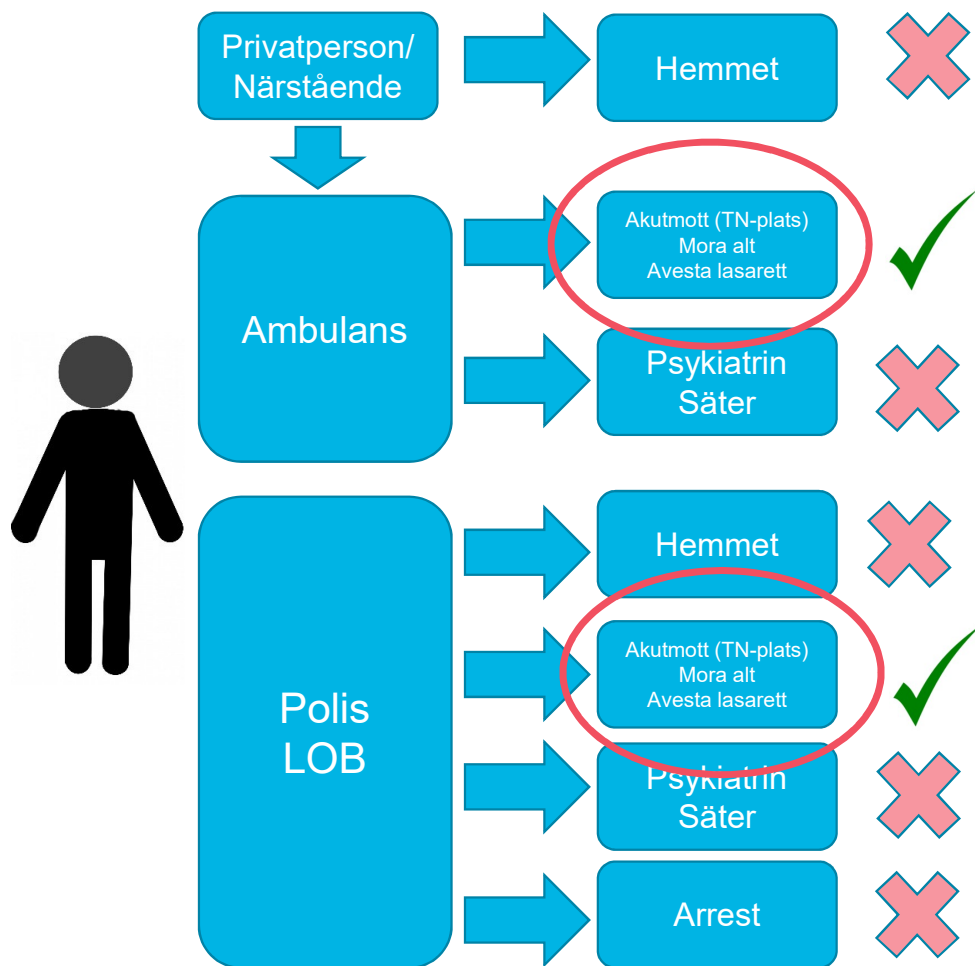 Privatperson/
Närstående
Hemmet
Ambulans
Akutmott (TN-plats)
Mora alt
Avesta lasarett
Psykiatrin
Säter
Polis
LOB
Hemmet
Akutmott (TN-plats)
Mora alt
Avesta lasarett
Psykiatrin
Säter
Arrest